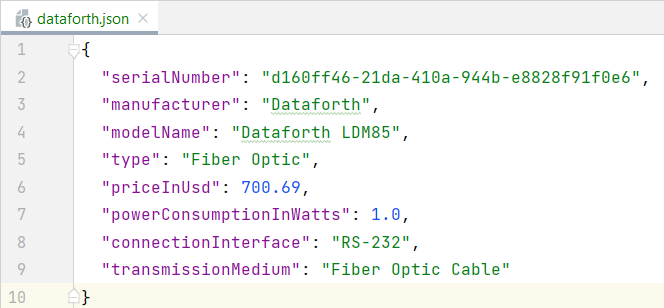 dataforth.json
1 {
2 "serialNumber": "d160ff46-21da-410a-944b-e8828f91f0e6",
3 "manufacturer": "Dataforth",
4 "modelName": "Dataforth LDM85",
5 "type": "Fiber Optic",
6 "priceInUsd": 700.69,
7 "powerConsumptionInWatts": 1.0,
8 "connectionInterface": "RS-232",
9 "transmissionMedium": "Fiber Optic Cable"
10 }